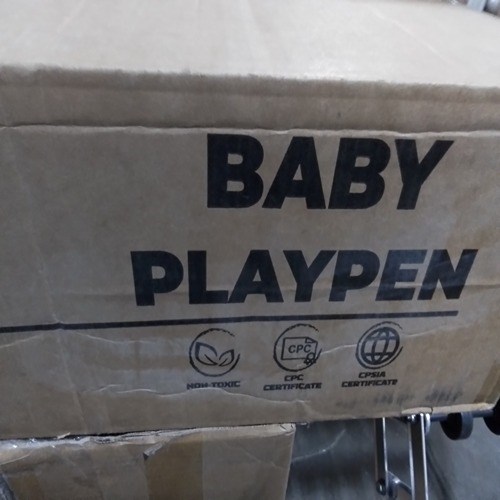 BABY
PLAYPEN
CPC
NON-TOXIC
CPC
CERTIFICATE
CPSIA
CERTIFICATE